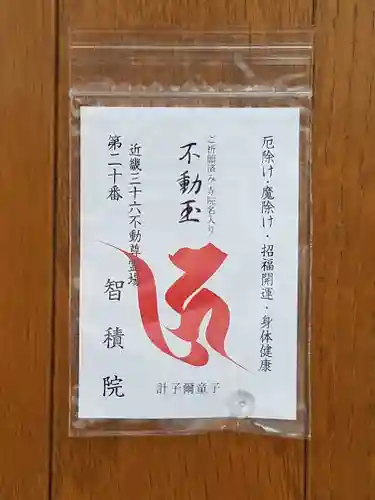 厄除け・魔除け・招福開運・身体健康
ご祈願済み寺院名入り
不動玉
近畿三十六不動尊霊場
第二十番
智積院
計子爾童子